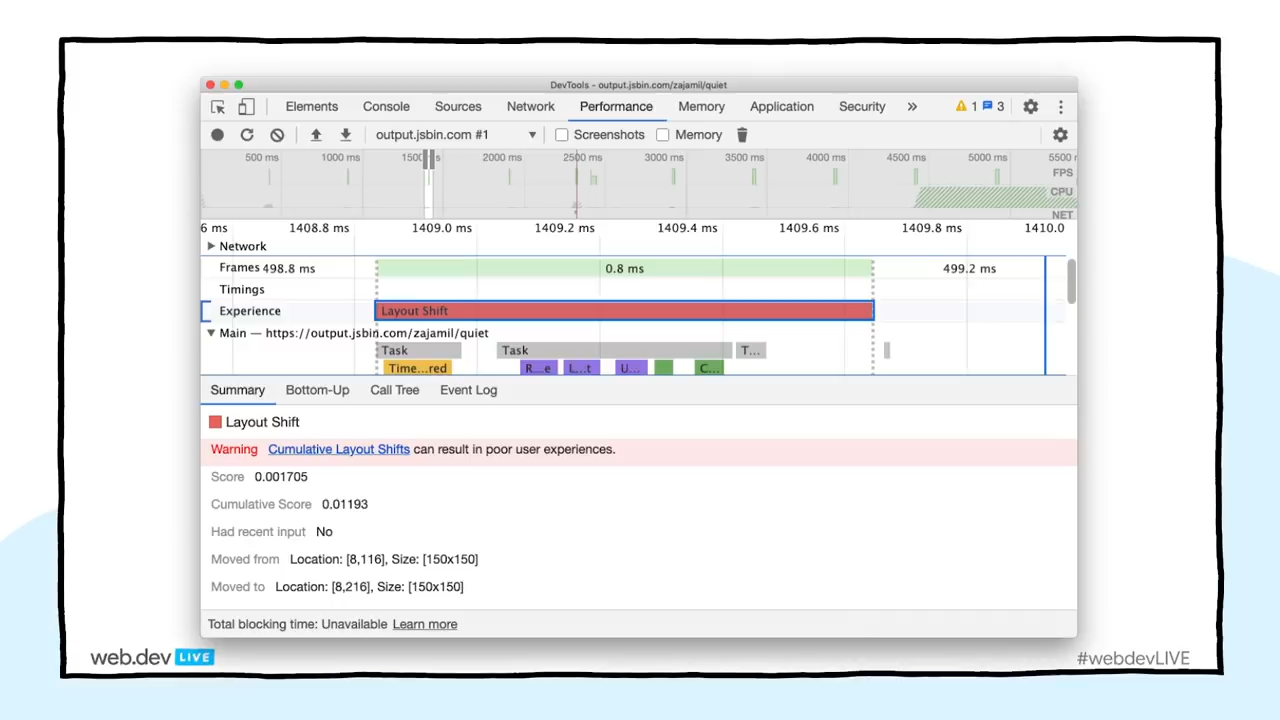 DevTools - output.jsbin.com/zajamil/quiet
Elements Console Sources Network Performance Memory Application Security » 1 3
output.jsbin.com #1 ▼ Screenshots Memory
500 ms 1000 ms 1500 2000 ms 2500 ms 3000 ms 3500 ms 4000 ms 4500 ms 5000 ms 5500 r
FPS
CPU
NET
6 ms 1408.8 ms 1409.0 ms 1409.2 ms 1409.4 ms 1409.6 ms 1409.8 ms 1410.0
Network
Frames 498.8 ms 0.8 ms 499.2 ms
Timings
Experience Layout Shift
Main — https://output.jsbin.com/zajamil/quiet
Task Task T...
Time...red R...e L...t U... C...
Summary Bottom-Up Call Tree Event Log
Layout Shift
Warning Cumulative Layout Shifts can result in poor user experiences.
Score 0.001705
Cumulative Score 0.01193
Had recent input No
Moved from Location: [8,116], Size: [150x150]
Moved to Location: [8,216], Size: [150x150]
Total blocking time: Unavailable Learn more
web.dev LIVE
#webdevLIVE